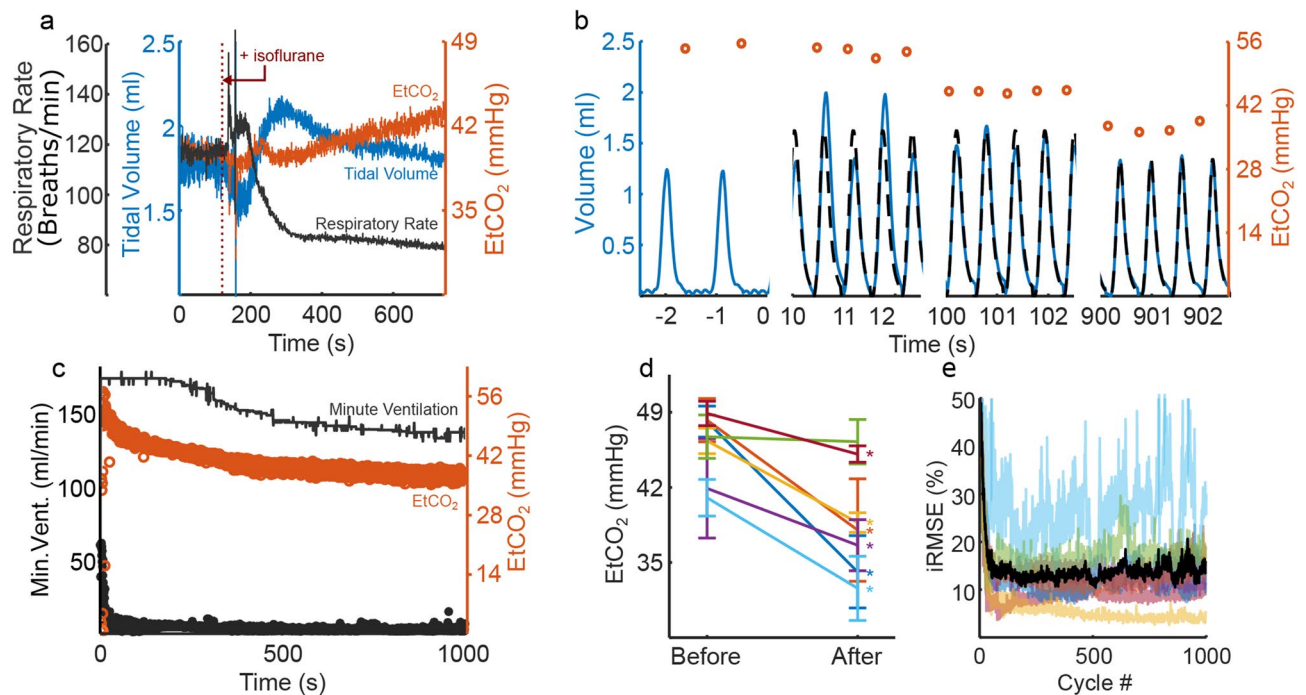 a
Respiratory Rate
(Breaths/min)
160
140
120
100
80
Tidal Volume (ml)
2.5
2
1.5
+ isoflurane
EtCO2
Tidal Volume
Respiratory Rate
49
42
35
EtCO2 (mmHg)
0 200 400 600
Time (s)
b
Volume (ml)
2.5
2
1.5
1
0.5
-2 -1 0
10 11 12
100 101 102
900 901 902
Time (s)
56
42
28
14
EtCO2 (mmHg)
c
Min.Vent. (ml/min)
150
100
50
Minute Ventilation
EtCO2
56
42
28
14
EtCO2 (mmHg)
0 500 1000
Time (s)
d
EtCO2 (mmHg)
49
42
35
*
*
*
*
*
*
Before After
e
iRMSE (%)
50
40
30
20
10
0 500 1000
Cycle #